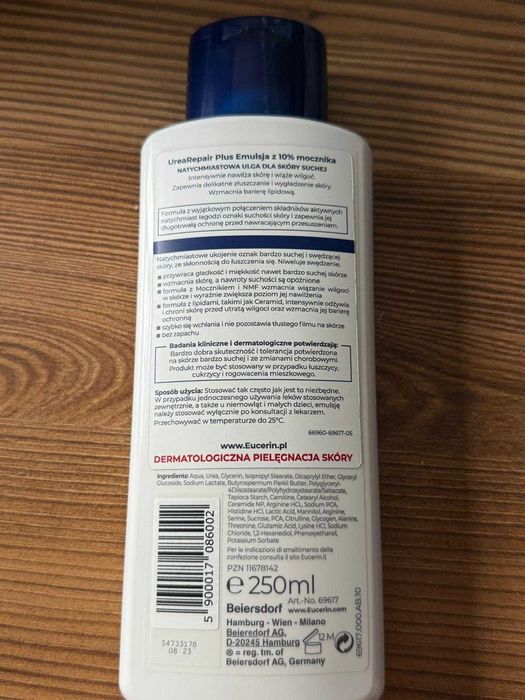 UreaRepair Plus Emulsja z 10% mocznika
NATYCHMIASTOWA ULGA DLA SKÓRY SUCHEJ
Intensywnie nawilża skórę i wiąże wilgoć.
Zapewnia delikatne złuszczanie i wygładzenie skóry.
Wzmacnia barierę lipidową.
Formuła z wyjątkowym połączeniem składników aktywnych
natychmiast łagodzi oznaki suchości skóry i zapewnia jej
długotrwałą ochronę przed nawracającym przesuszeniem.
Natychmiastowe ukojenie oznak bardzo suchej i swędzącej
skóry, ze skłonnością do łuszczenia się. Niweluje swędzenie.
▪ przywraca gładkość i miękkość nawet bardzo suchej skórze
▪ wzmacnia skórę, a nawroty suchości są opóźnione
▪ formuła z Mocznikiem i NMF wzmacnia wiązanie wilgoci
w skórze i wyraźnie zwiększa poziom jej nawilżenia
▪ formuła z lipidami, takimi jak Ceramid, intensywnie odżywia
i chroni skórę przed utratą wilgoci oraz wzmacnia jej barierę
ochronną
▪ szybko się wchłania i nie pozostawia tłustego filmu na skórze
▪ bez zapachu
Badania kliniczne i dermatologiczne potwierdzają:
Bardzo dobra skuteczność i tolerancja potwierdzona
na skórze bardzo suchej i ze zmianami chorobowymi.
Produkt może być stosowany w przypadku łuszczycy,
cukrzycy i rogowacenia mieszkowego.
Sposób użycia: Stosować tak często jak jest to niezbędne.
W przypadku jednoczesnego używania leków stosowanych
zewnętrznie, a także u niemowląt i małych dzieci, emulsję
należy stosować wyłącznie po konsultacji z lekarzem.
Przechowywać w temperaturze do 25°C.
66960-69617-05
www.Eucerin.pl
DERMATOLOGICZNA PIELĘGNACJA SKÓRY
Ingredients: Aqua, Urea, Glycerin, Isopropyl Stearate, Dicaprylyl Ether, Glyceryl
Glucoside, Sodium Lactate, Butyrospermum Parkii Butter, Polyglyceryl-
4Diisostearate/Polyhydroxystearate/Sebacate,
Tapioca Starch, Carnitine, Cetearyl Alcohol,
Ceramide NP, Arginine HCL, Sodium PCA,
Histidine HCl, Lactic Acid, Mannitol, Arginine,
Serine, Sucrose, PCA, Citrulline, Glycogen, Alanine,
Threonine, Glutamic Acid, Lysine HCl, Sodium
Chloride, 1,2-Hexanediol, Phenoxyethanol,
Potassium Sorbate
Per le indicazioni di smaltimento della
confezione consulta il sito Eucerin.it
PZN 11678142
e 250ml
Art.-No. 69617
Beiersdorf www.Eucerin.com
Hamburg - Wien - Milano
Beiersdorf AG,
D-20245 Hamburg
® = reg. tm. of
Beiersdorf AG, Germany
12M
69617.000.AB.10
5 900017 086002
54733176
08 23